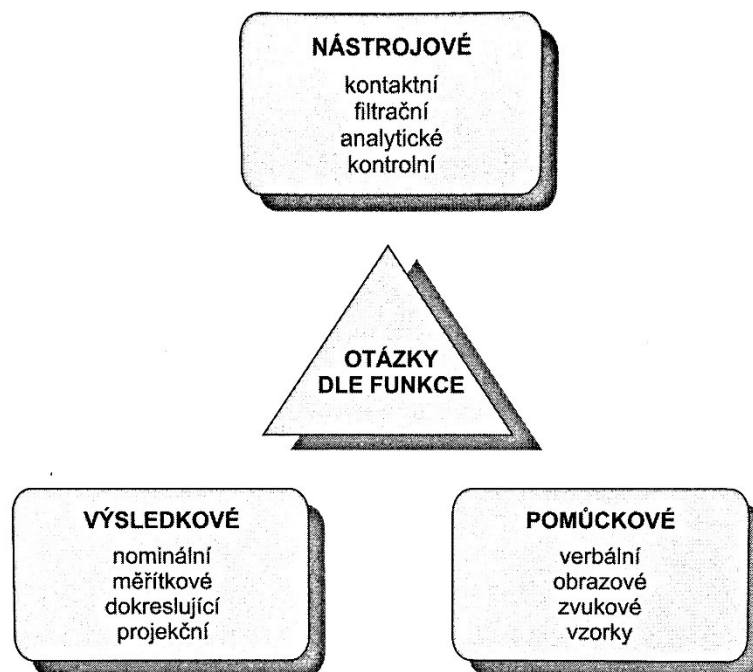 NÁSTROJOVÉ
kontaktní
filtrační
analytické
kontrolní
OTÁZKY
DLE FUNKCE
VÝSLEDKOVÉ
nominální
měřítkové
dokreslující
projekční
POMŮCKOVÉ
verbální
obrazové
zvukové
vzorky